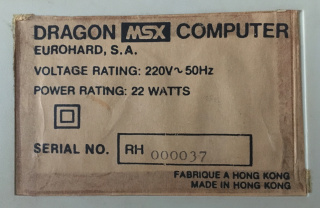 DRAGON MSX COMPUTER
EUROHARD, S.A.
VOLTAGE RATING: 220V~50Hz
POWER RATING: 22 WATTS
SERIAL NO. RH 000037
FABRIQUE A HONG KONG
MADE IN HONG KONG